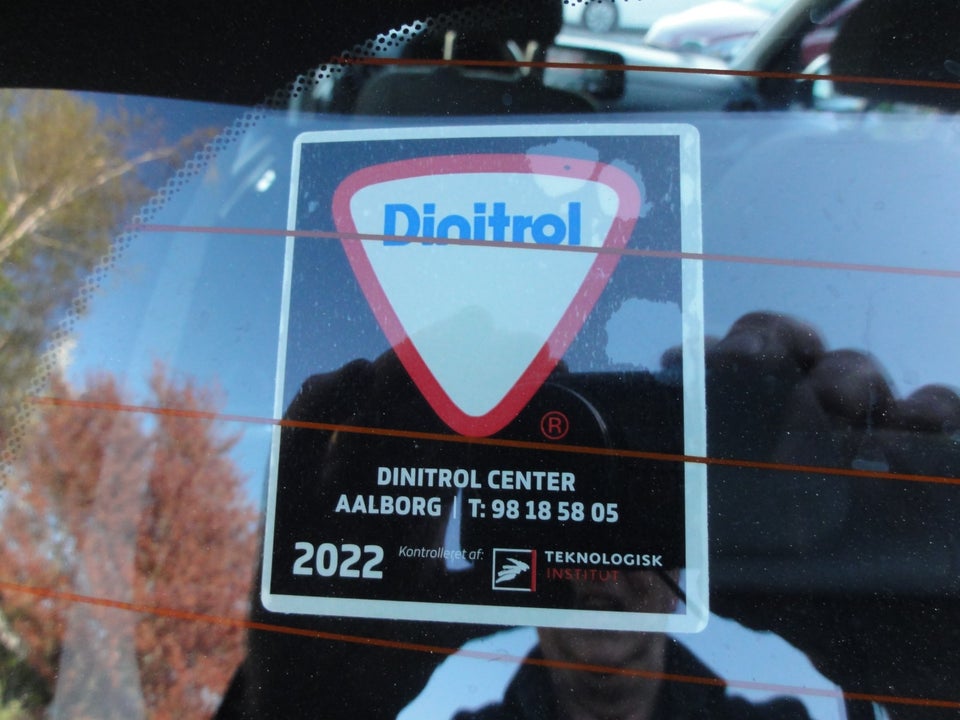 Dinitrol
®
DINITROL CENTER
AALBORG | T: 98 18 58 05
2022 Kontrolleret af: TEKNOLOGISK
INSTITUT